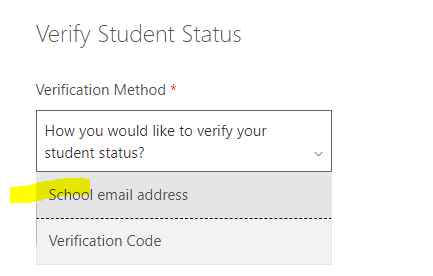 Verify Student Status
Verification Method *
How you would like to verify your
student status?
School email address
Verification Code